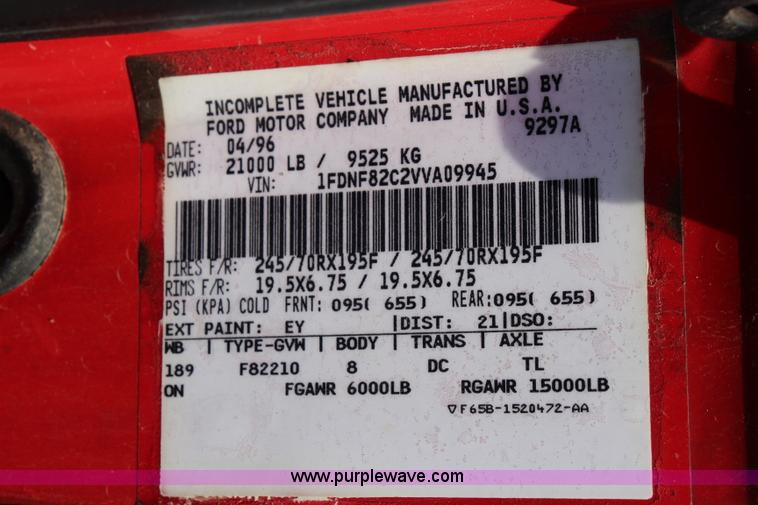 INCOMPLETE VEHICLE MANUFACTURED BY
FORD MOTOR COMPANY MADE IN U.S.A.
9297A
DATE: 04/96
GVWR: 21000 LB / 9525 KG
VIN: 1FDNF82C2VVA09945
TIRES F/R: 245/70RX195F / 245/70RX195F
RIMS F/R: 19.5X6.75 / 19.5X6.75
PSI (KPA) COLD FRNT: 095( 655) REAR:095( 655)
EXT PAINT: EY |DIST: 21|DSO:
WB | TYPE-GVW | BODY | TRANS | AXLE
189 F82210 8 DC TL
ON FGAWR 6000LB RGAWR 15000LB
▽F65B-1520472-AA
www.purplewave.com